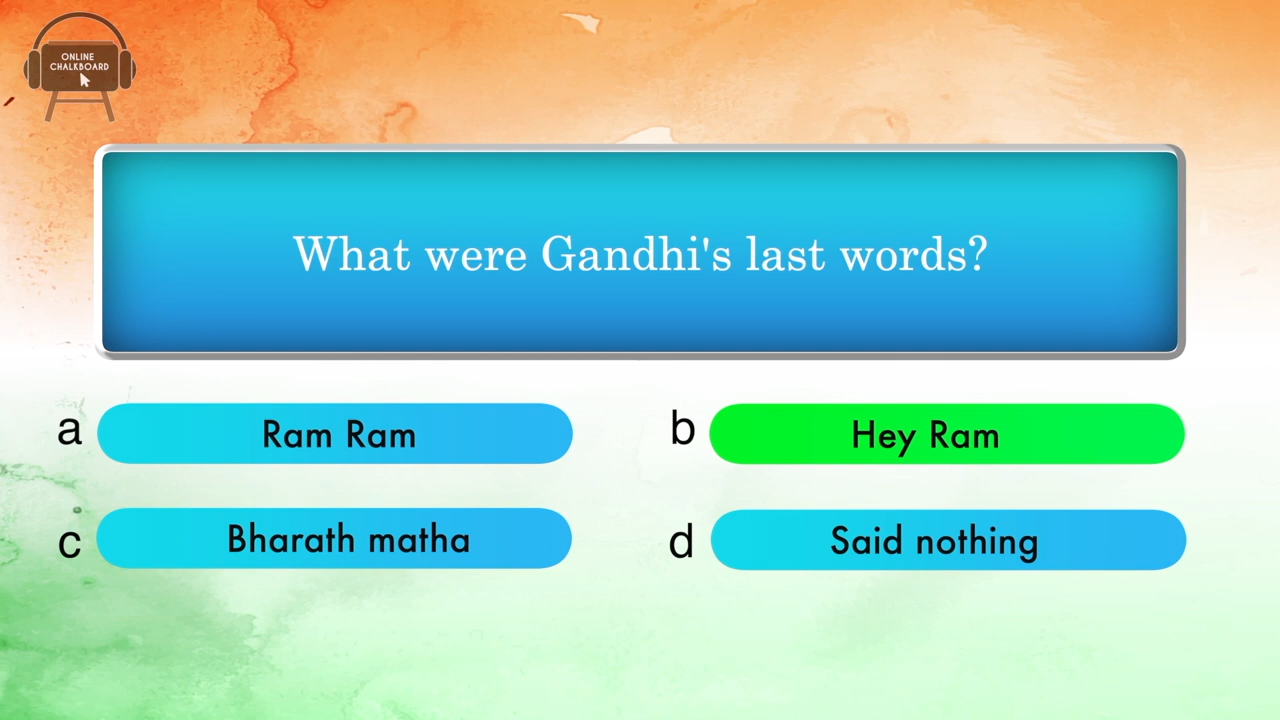 ONLINE
CHALKBOARD
What were Gandhi's last words?
a Ram Ram
b Hey Ram
c Bharath matha
d Said nothing